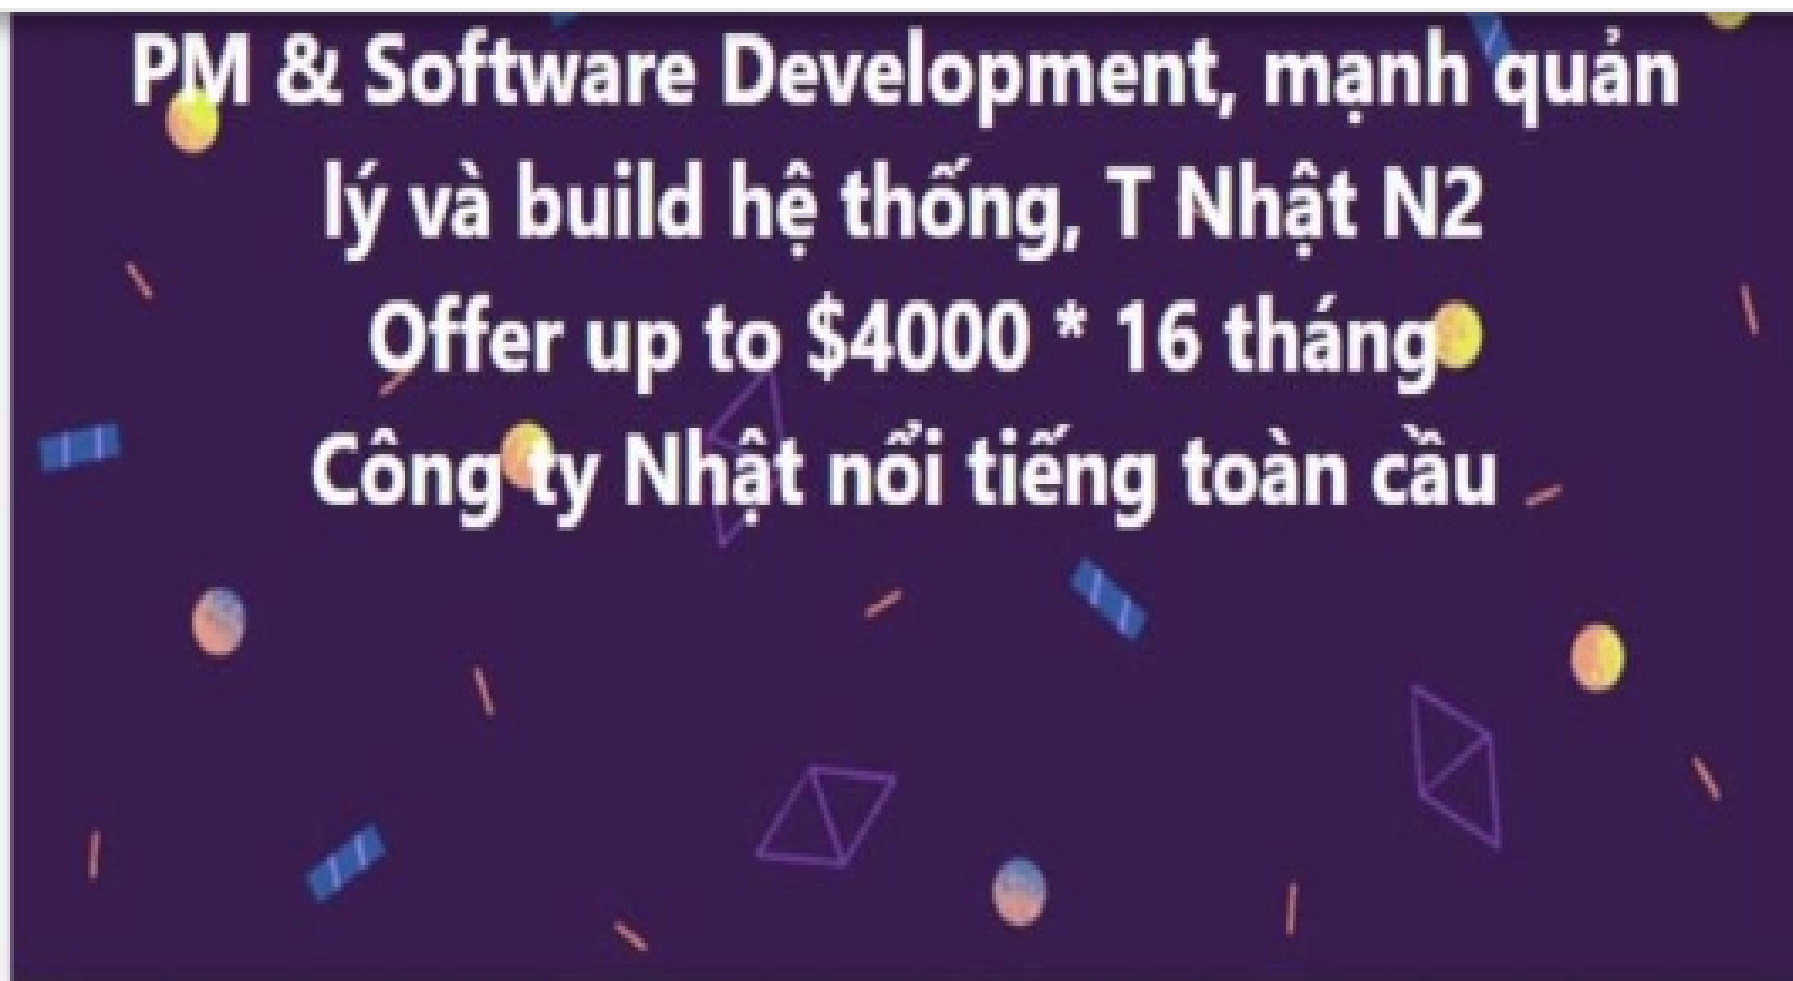 PM & Software Development, mạnh quản
lý và build hệ thống, T Nhật N2
Offer up to $4000 * 16 tháng
Công ty Nhật nổi tiếng toàn cầu